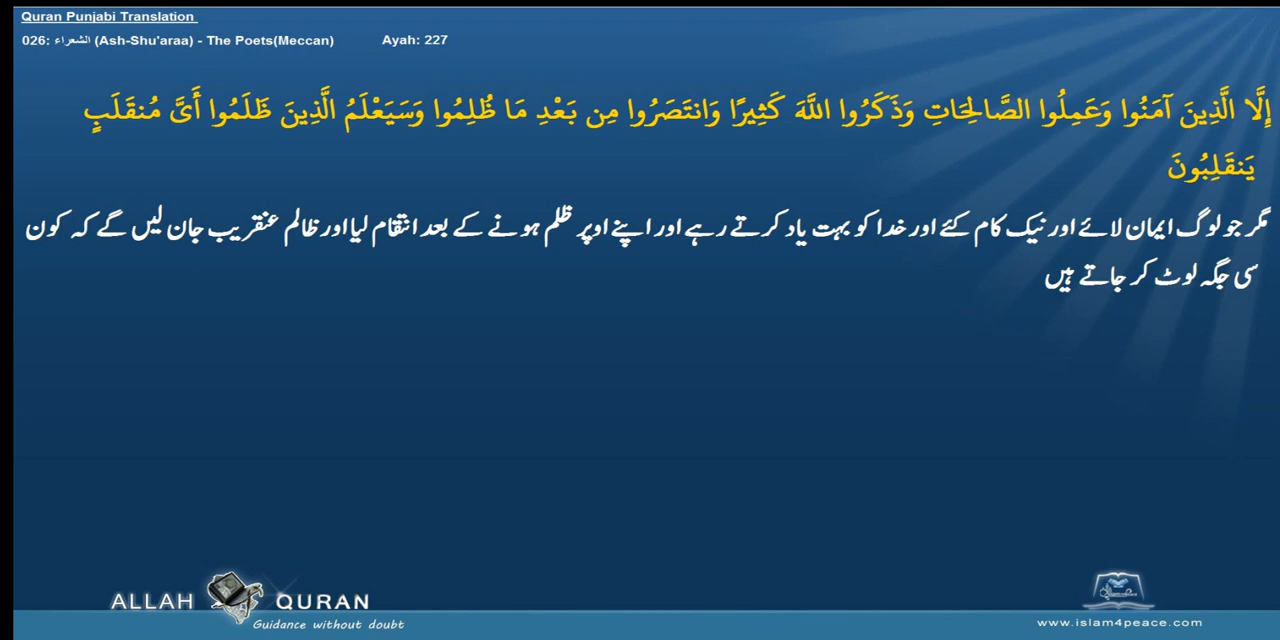 Quran Punjabi Translation
026: الشعراء (Ash-Shu'araa) - The Poets(Meccan) Ayah: 227
إِلَّا الَّذِينَ آمَنُوا وَعَمِلُوا الصَّالِحَاتِ وَذَكَرُوا اللَّهَ كَثِيرًا وَانتَصَرُوا مِن بَعْدِ مَا ظُلِمُوا وَسَيَعْلَمُ الَّذِينَ ظَلَمُوا أَيَّ مُنقَلَبٍ
يَنقَلِبُونَ
مگر جو لوگ ایمان لائے اور نیک کام کئے اور خدا کو بہت یاد کرتے رہے اور اپنے اوپر ظلم ہونے کے بعد انتقام لیا اور ظالم عنقریب جان لیں گے کہ کون
سی جگہ لوٹ کر جاتے ہیں
ALLAH QURAN
Guidance without doubt
www.islam4peace.com